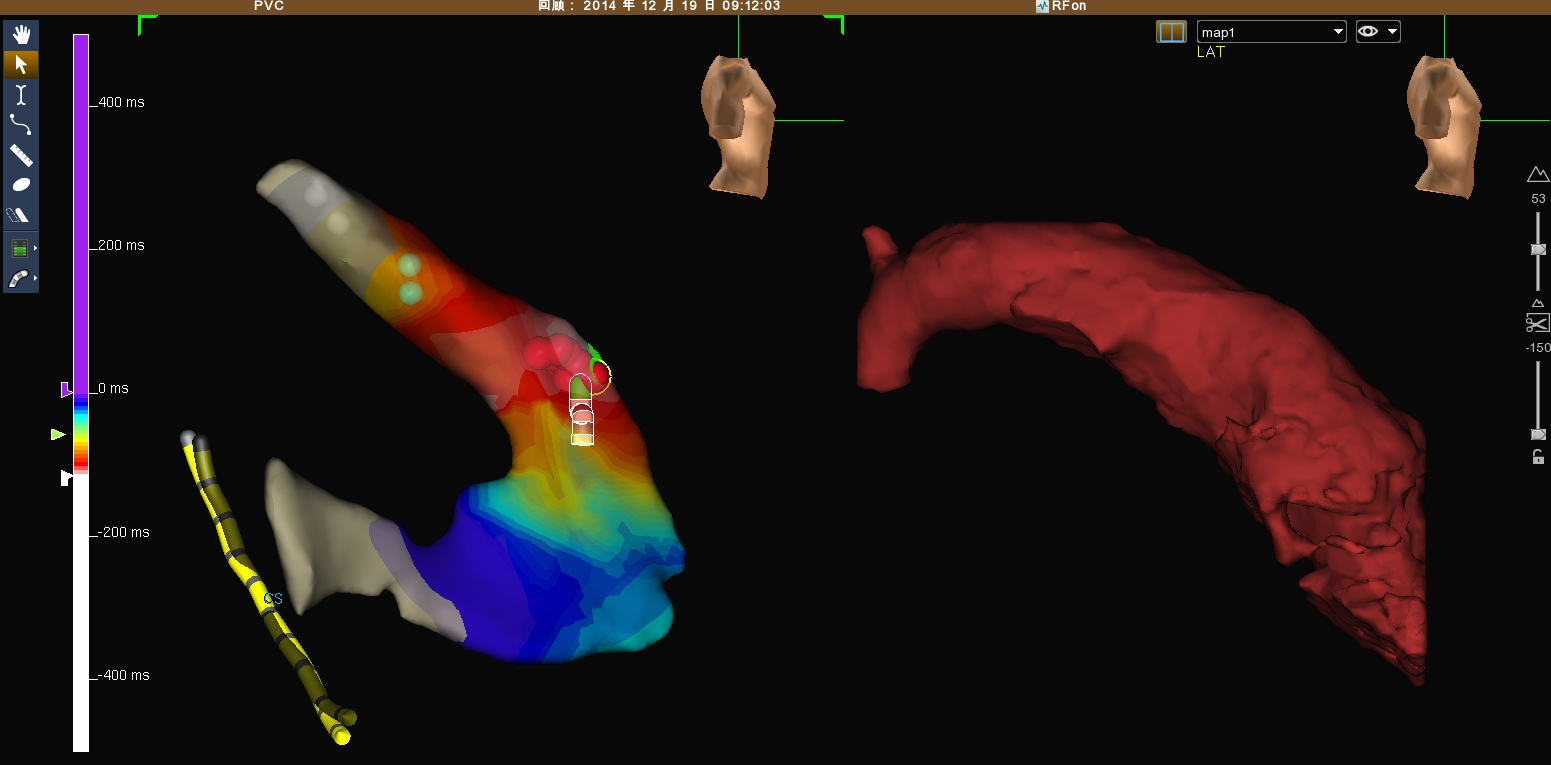 PVC
回顾： 2014 年 12 月 19 日 09:12:03
RFon
map1
LAT
400 ms
200 ms
0 ms
-200 ms
-400 ms
CS
53
-150